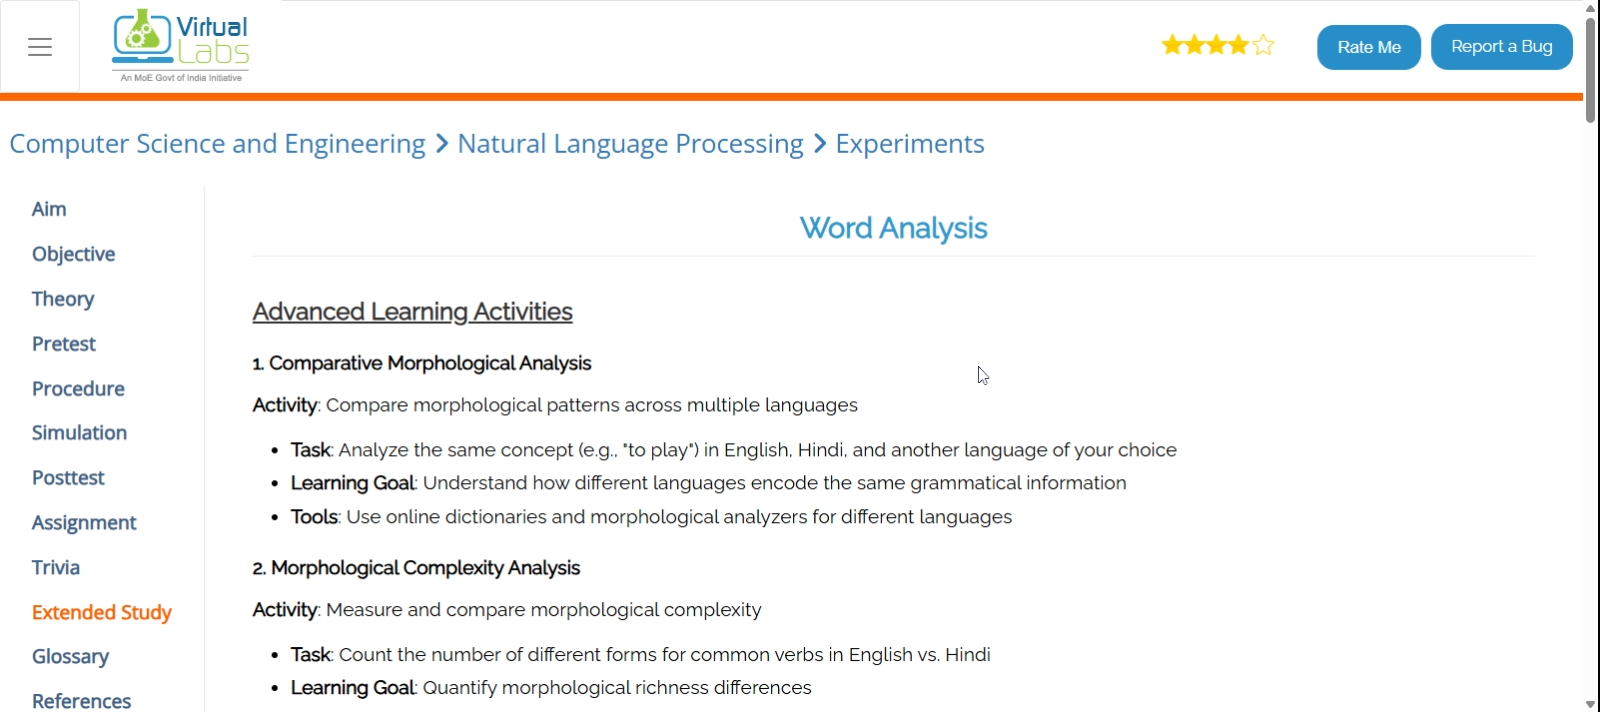 Virtual
Labs
An MoE Govt of India Initiative
Rate Me
Report a Bug
Computer Science and Engineering > Natural Language Processing > Experiments
Aim
Objective
Theory
Pretest
Procedure
Simulation
Posttest
Assignment
Trivia
Extended Study
Glossary
References
Word Analysis
Advanced Learning Activities
1. Comparative Morphological Analysis
Activity: Compare morphological patterns across multiple languages
• Task: Analyze the same concept (e.g., "to play") in English, Hindi, and another language of your choice
• Learning Goal: Understand how different languages encode the same grammatical information
• Tools: Use online dictionaries and morphological analyzers for different languages
2. Morphological Complexity Analysis
Activity: Measure and compare morphological complexity
• Task: Count the number of different forms for common verbs in English vs. Hindi
• Learning Goal: Quantify morphological richness differences